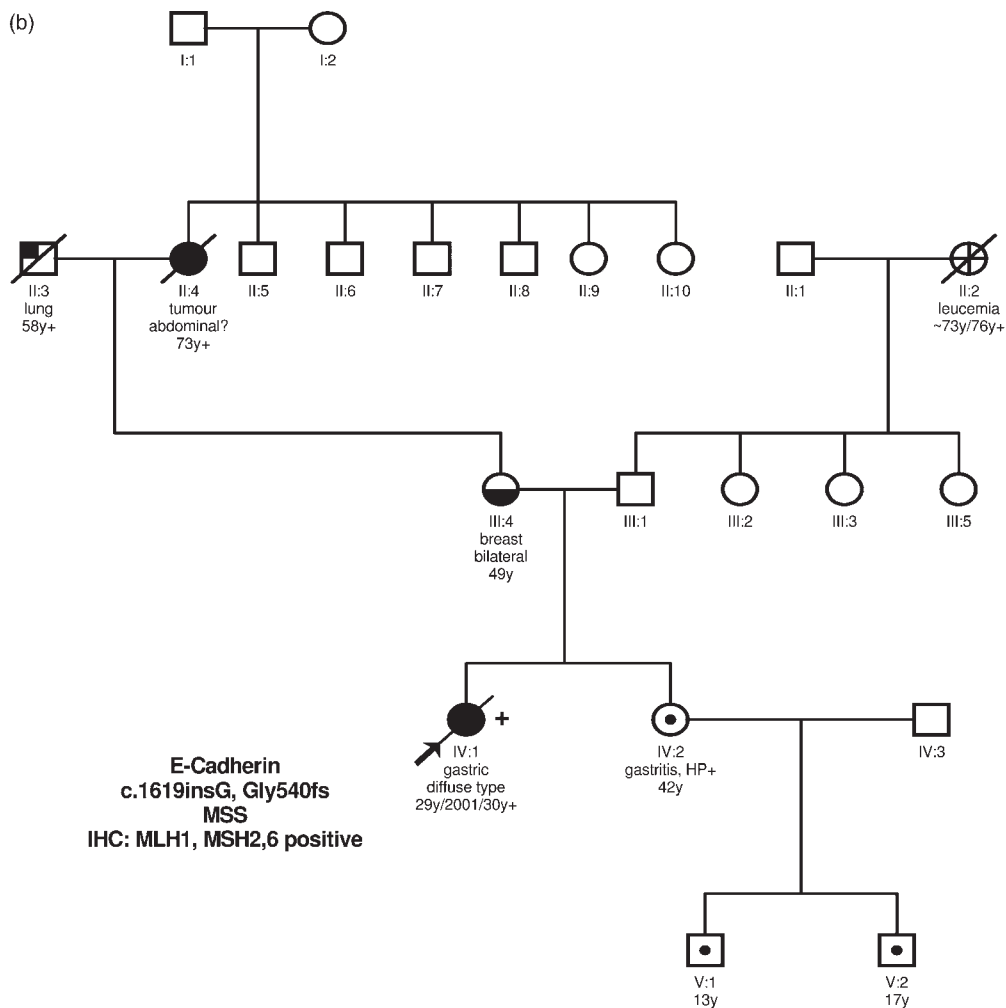 (b)
I:1
I:2
II:3
lung
58y+
II:4
tumour
abdominal?
73y+
II:5
II:6
II:7
II:8
II:9
II:10
II:1
II:2
leucemia
~73y/76y+
III:4
breast
bilateral
49y
III:1
III:2
III:3
III:5
+
IV:1
gastric
diffuse type
29y/2001/30y+
IV:2
gastritis, HP+
42y
IV:3
E-Cadherin
c.1619insG, Gly540fs
MSS
IHC: MLH1, MSH2,6 positive
V:1
13y
V:2
17y